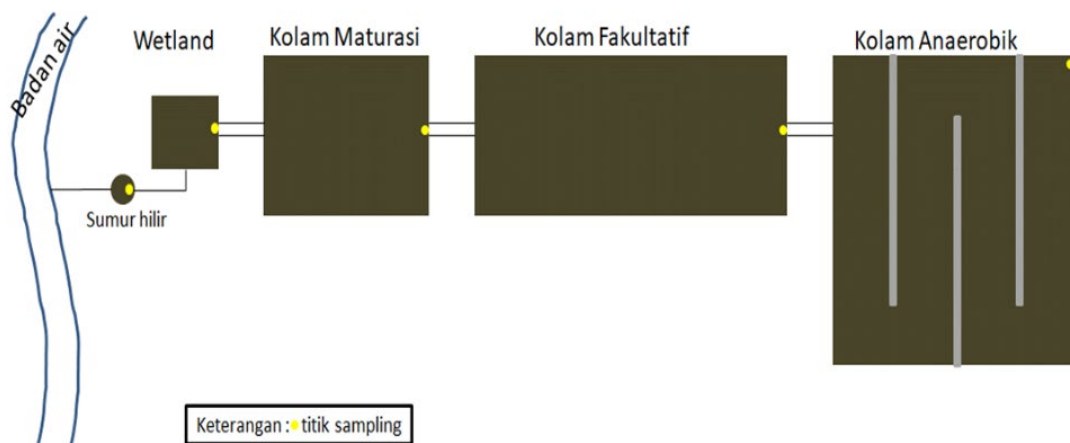 Wetland
Kolam Maturasi
Kolam Fakultatif
Kolam Anaerobik
Badan air
Sumur hilir
Keterangan : titik sampling